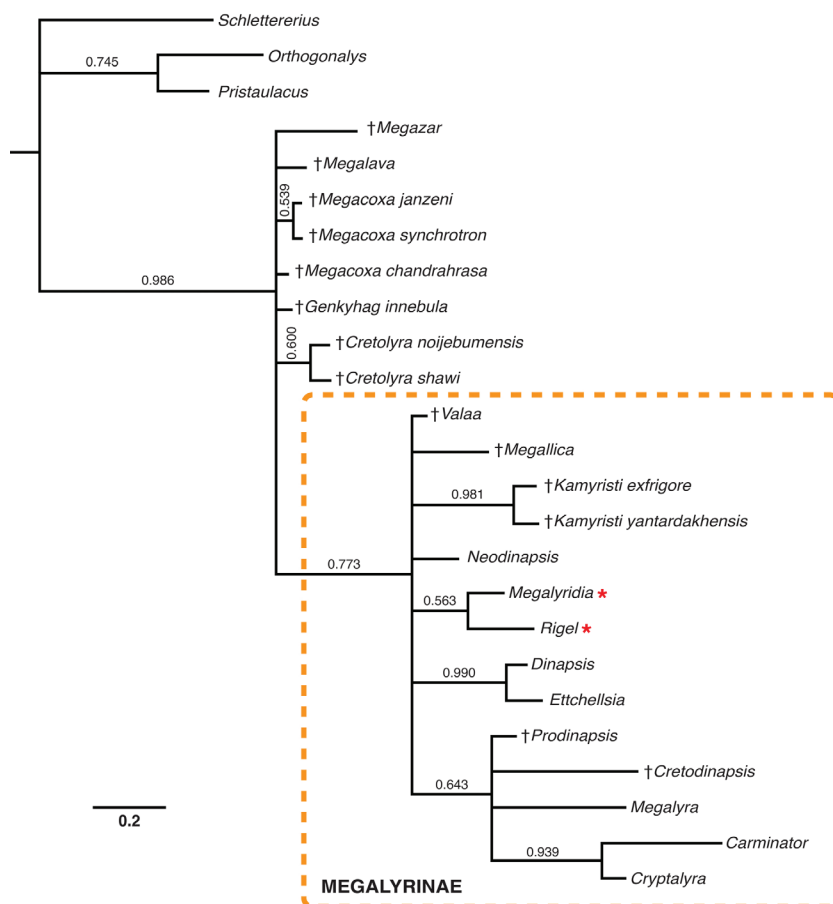 Schlettererius
Orthogonalys
0.745
Pristaulacus
†Megazar
†Megalava
0.539
†Megacoxa janzeni
†Megacoxa synchrotron
†Megacoxa chandrahrasa
0.986
†Genkyhag innebula
0.600
†Cretolyra noijebumensis
†Cretolyra shawi
†Valaa
†Megallica
†Kamyristi exfrigore
0.981
†Kamyristi yantardakhensis
Neodinapsis
0.773
Megalyridia *
0.563
Rigel *
Dinapsis
0.990
Ettchellsia
†Prodinapsis
†Cretodinapsis
0.643
Megalyra
0.2
Carminator
0.939
Cryptalyra
MEGALYRINAE